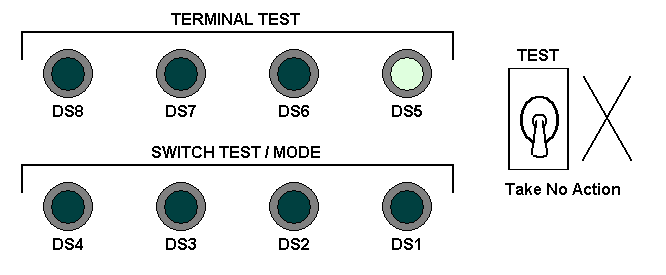 TERMINAL TEST
DS8 DS7 DS6 DS5
SWITCH TEST / MODE
DS4 DS3 DS2 DS1
TEST
Take No Action